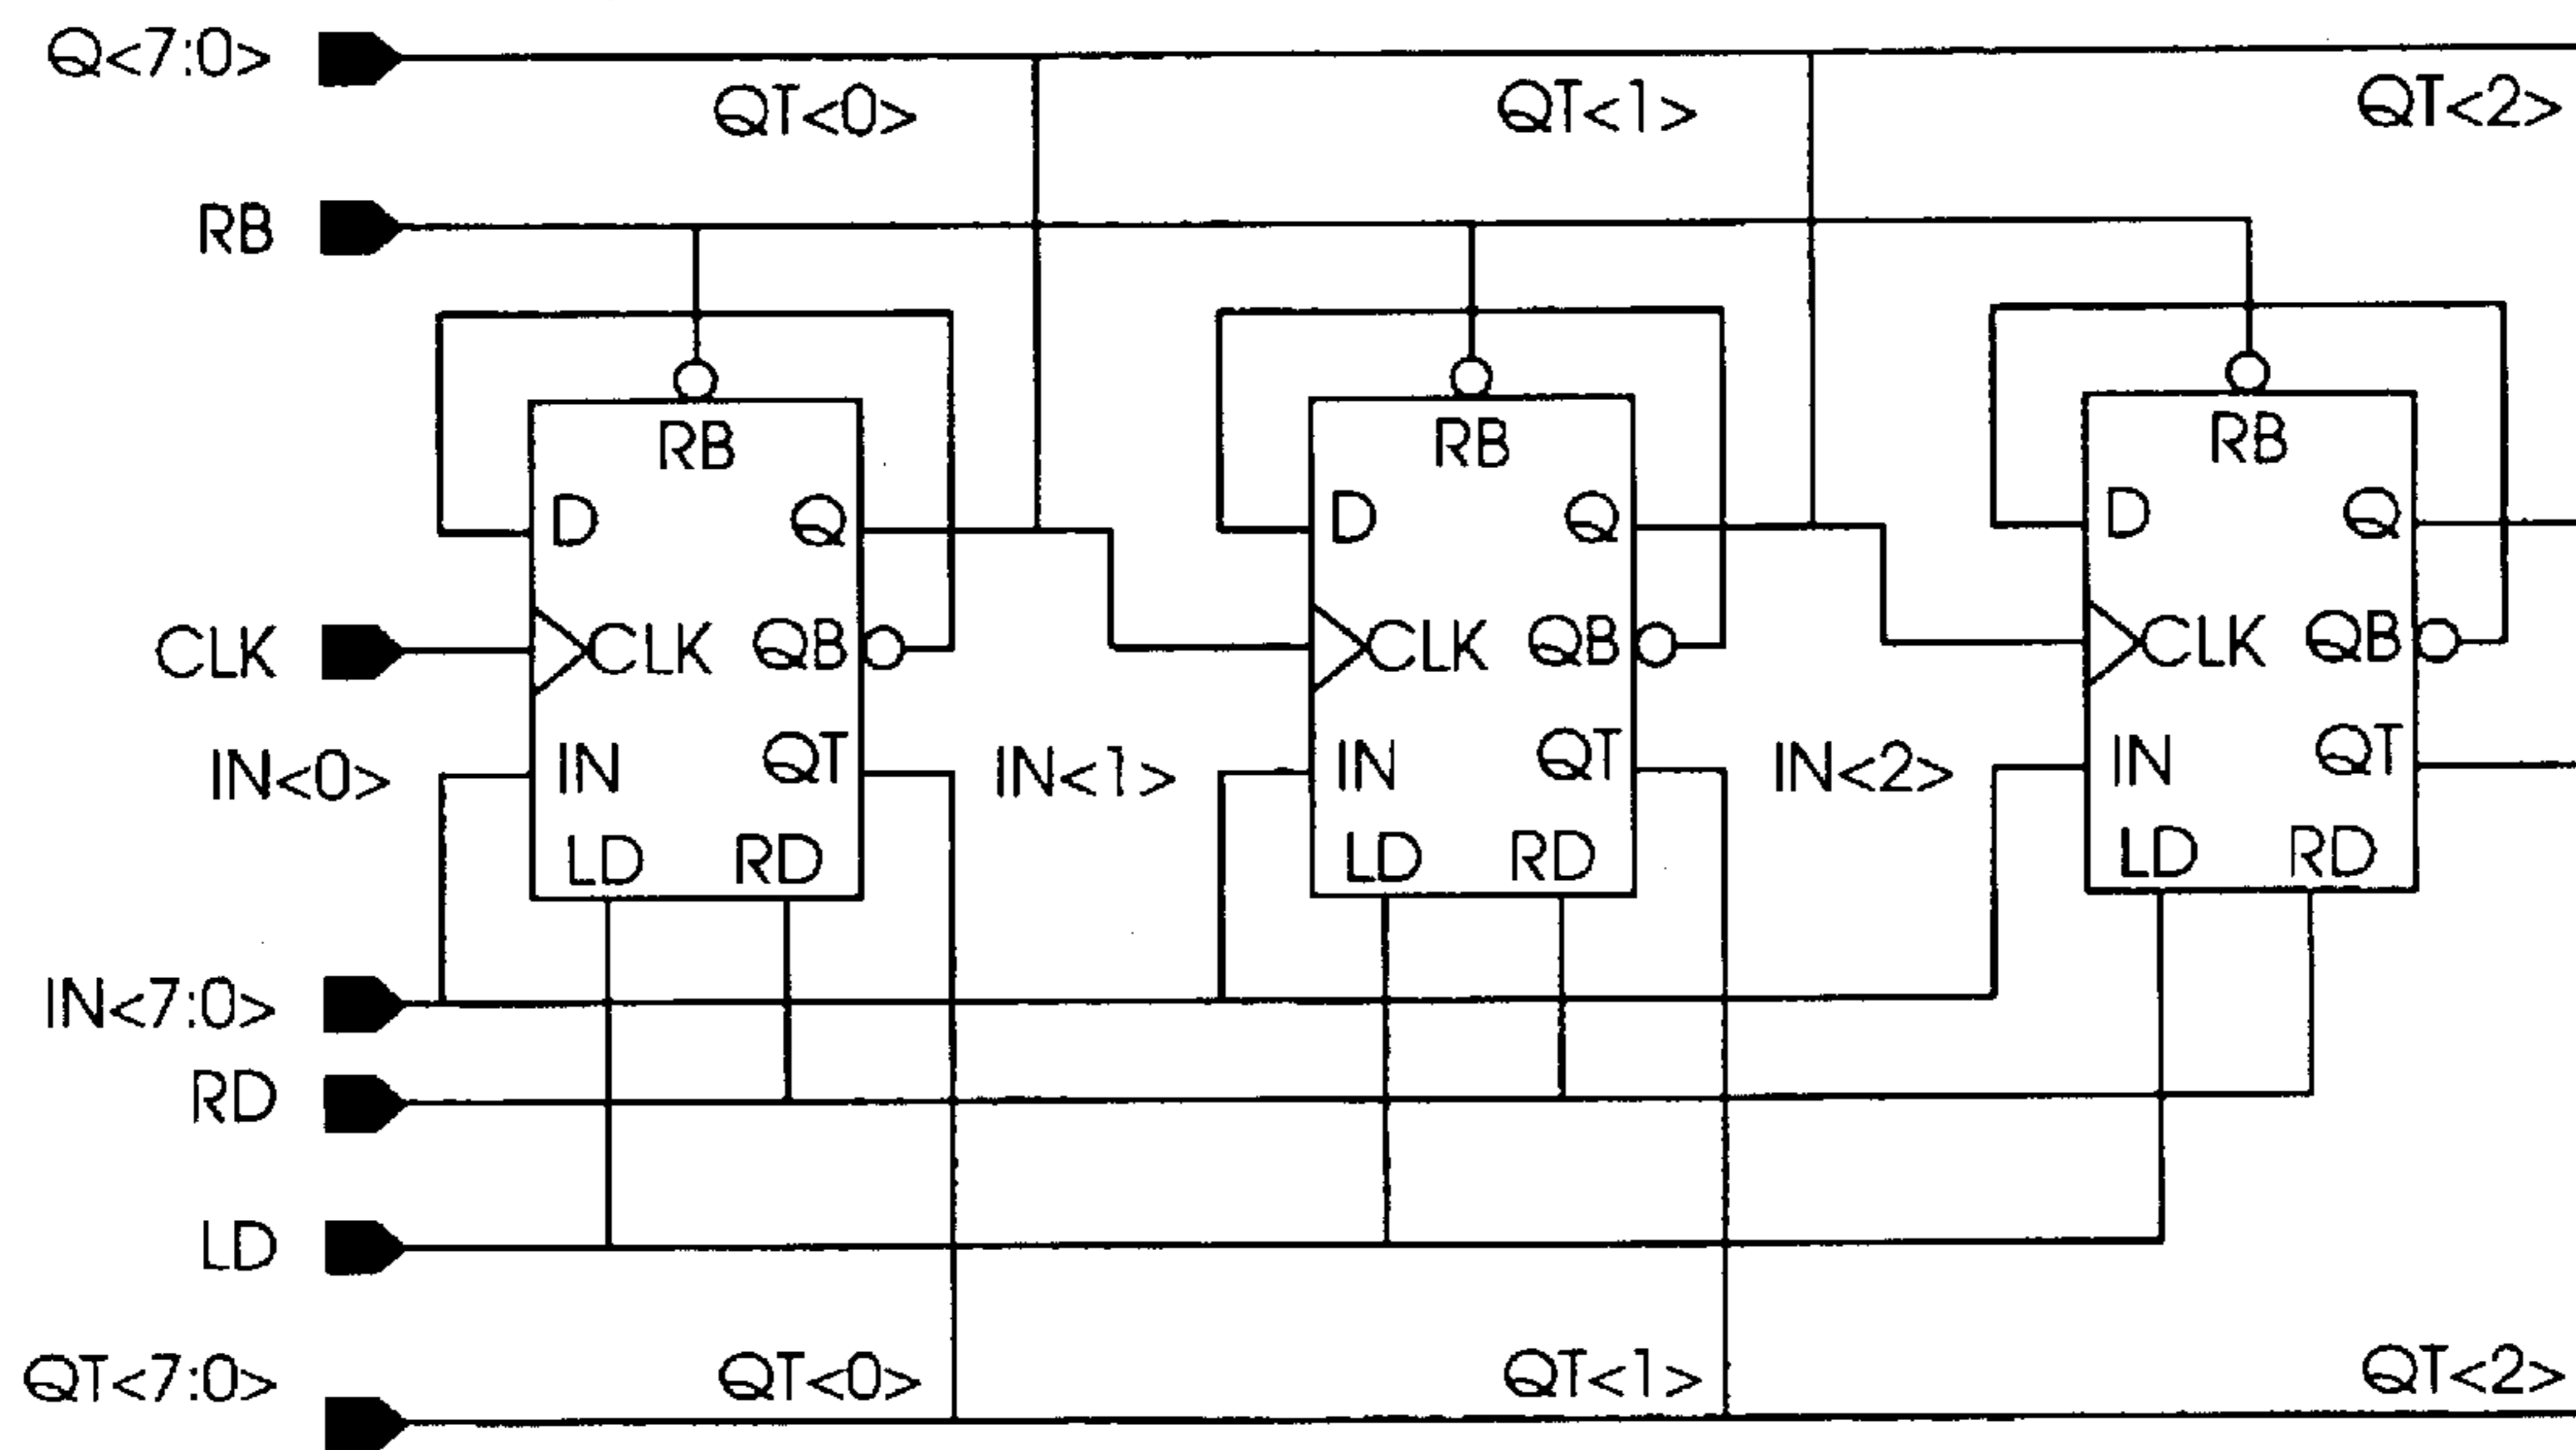 Q<7:0>
QT<0>
QT<1>
QT<2>
RB
RB
RB
RB
D
Q
D
Q
D
Q
CLK
CLK
QB
CLK
QB
CLK
QB
IN<0>
IN
QT
IN<1>
IN
QT
IN<2>
IN
QT
LD
RD
LD
RD
LD
RD
IN<7:0>
RD
LD
QT<7:0>
QT<0>
QT<1>
QT<2>